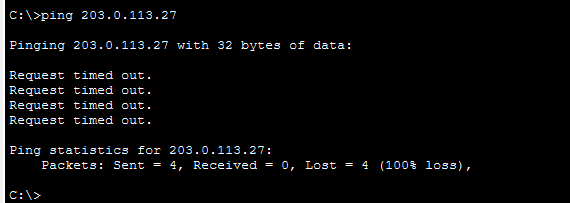 C:\>ping 203.0.113.27
Pinging 203.0.113.27 with 32 bytes of data:
Request timed out.
Request timed out.
Request timed out.
Request timed out.
Ping statistics for 203.0.113.27:
    Packets: Sent = 4, Received = 0, Lost = 4 (100% loss),
C:\>